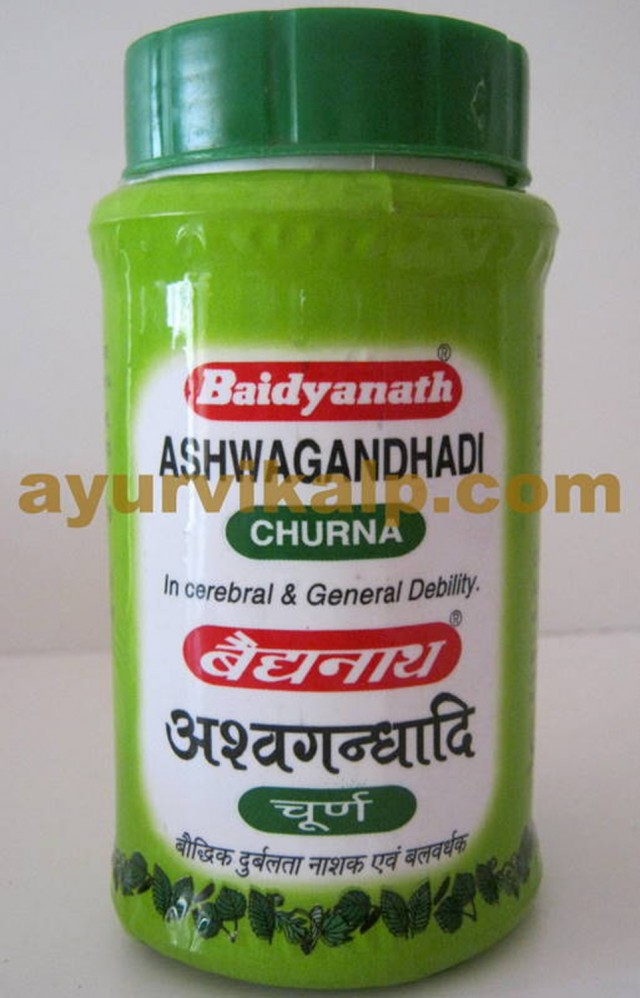 Baidyanath ®
ASHWAGANDHADI
ayurvikalp.com
CHURNA
In cerebral & General Debility.
बैद्यनाथ ®
अश्वगन्धादि
चूर्ण
बौद्धिक दुर्बलता नाशक एवं बलवर्धक